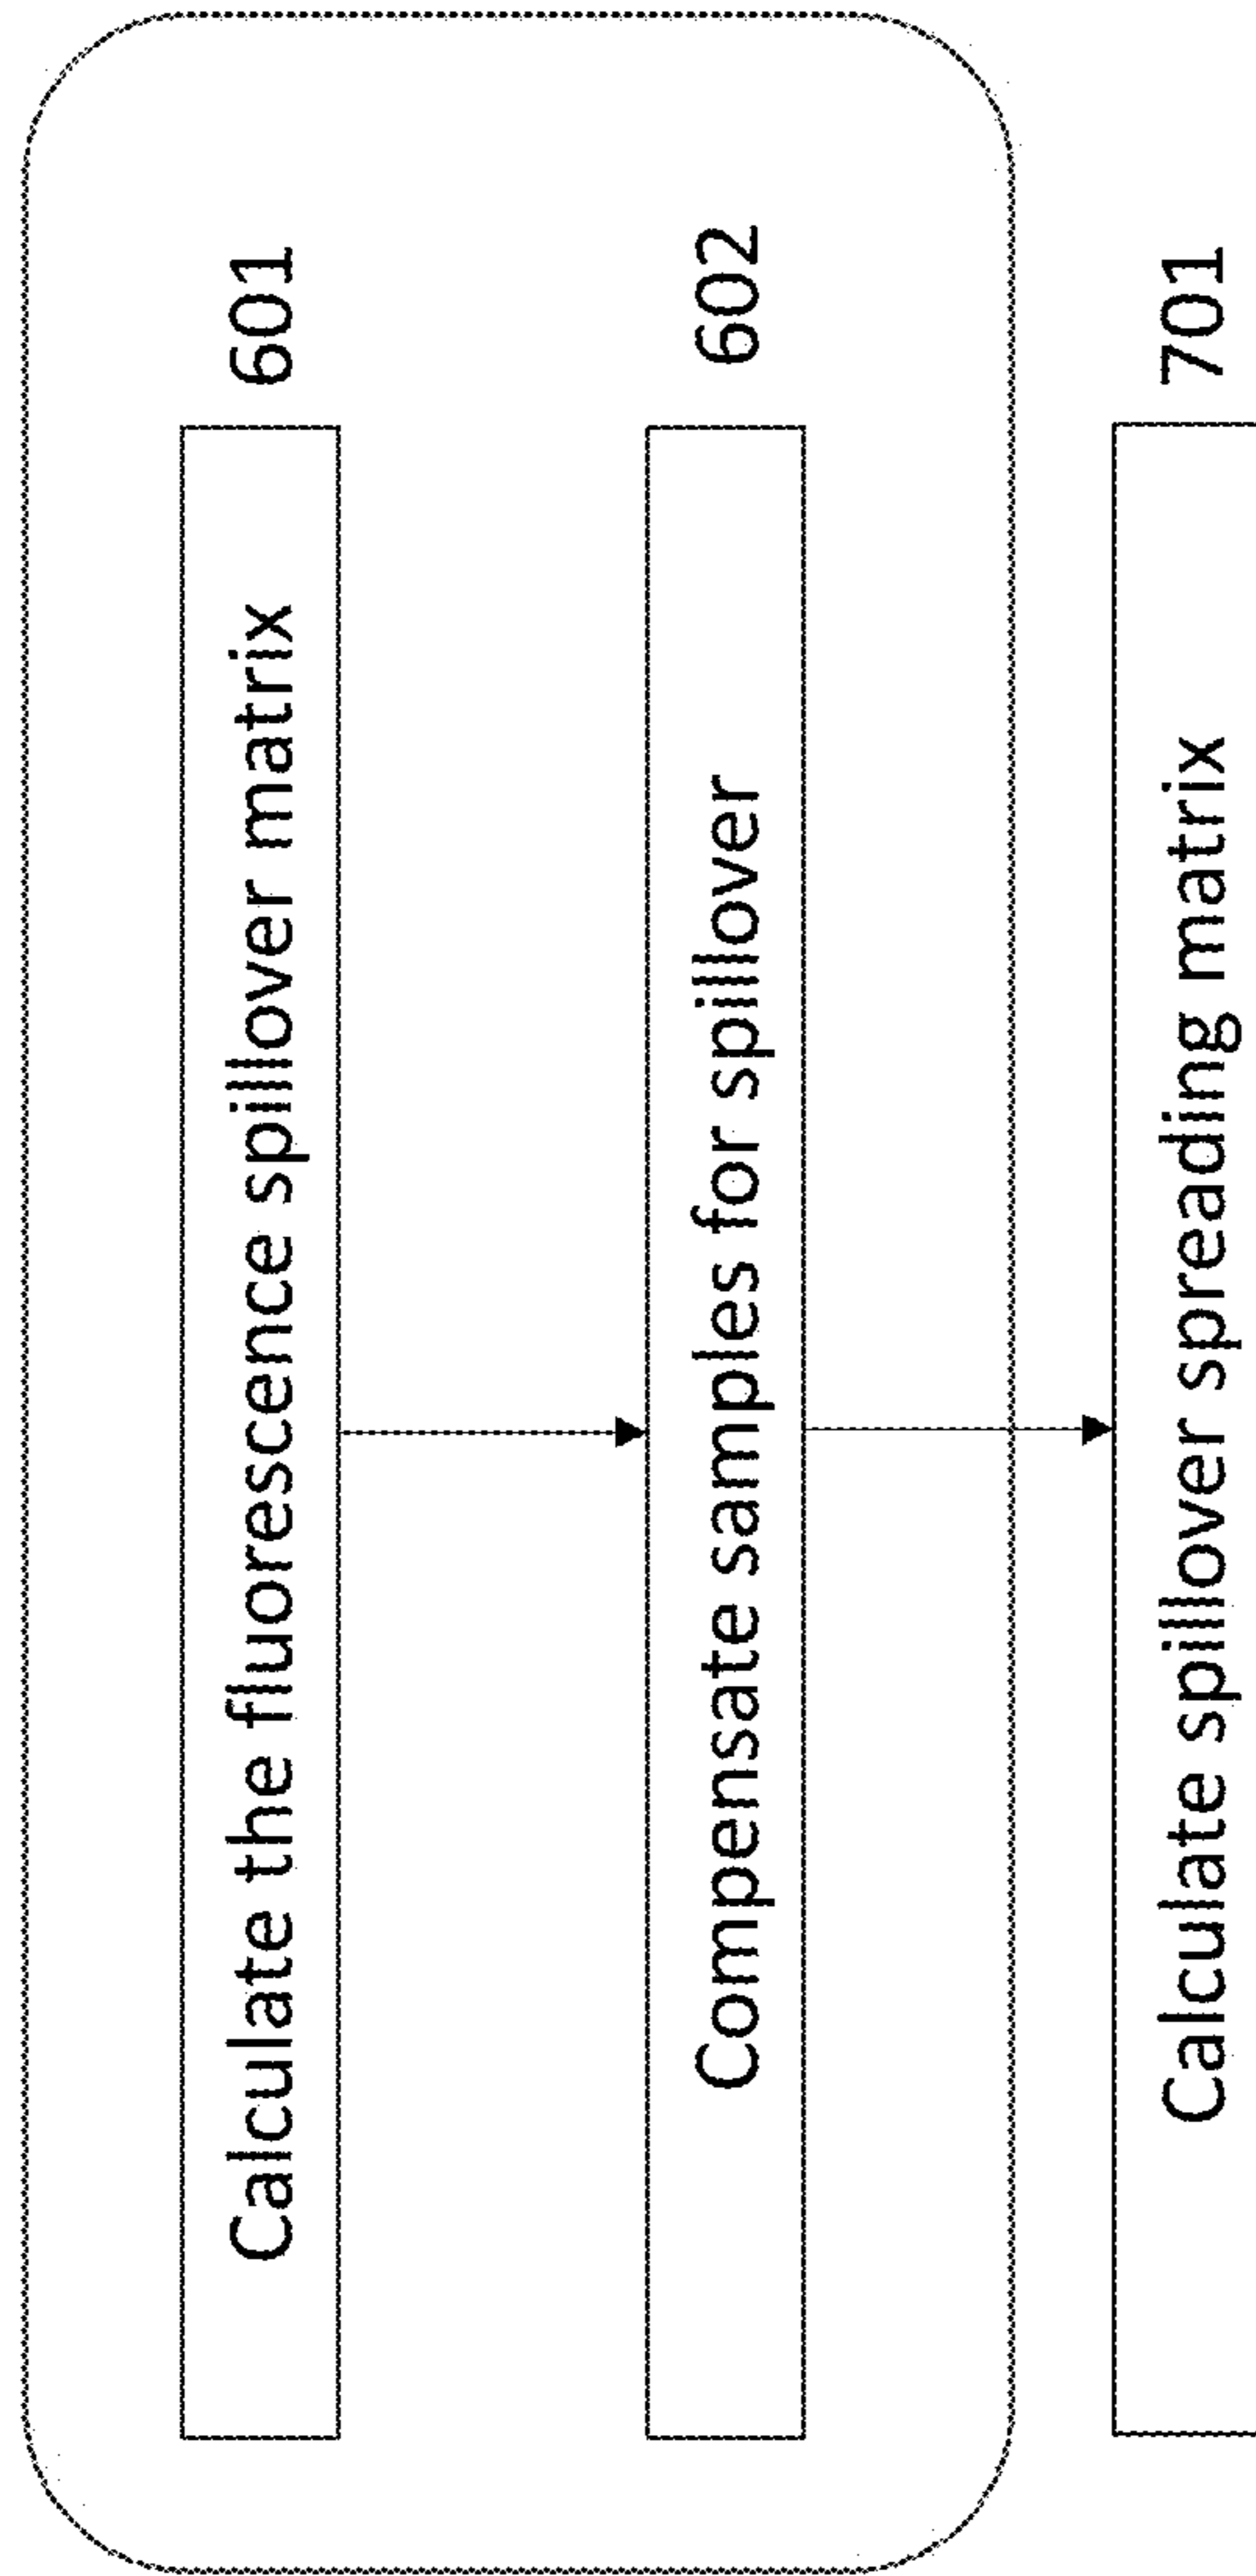 Calculate the fluorescence spillover matrix 601
Compensate samples for spillover 602
Calculate spillover spreading matrix 701